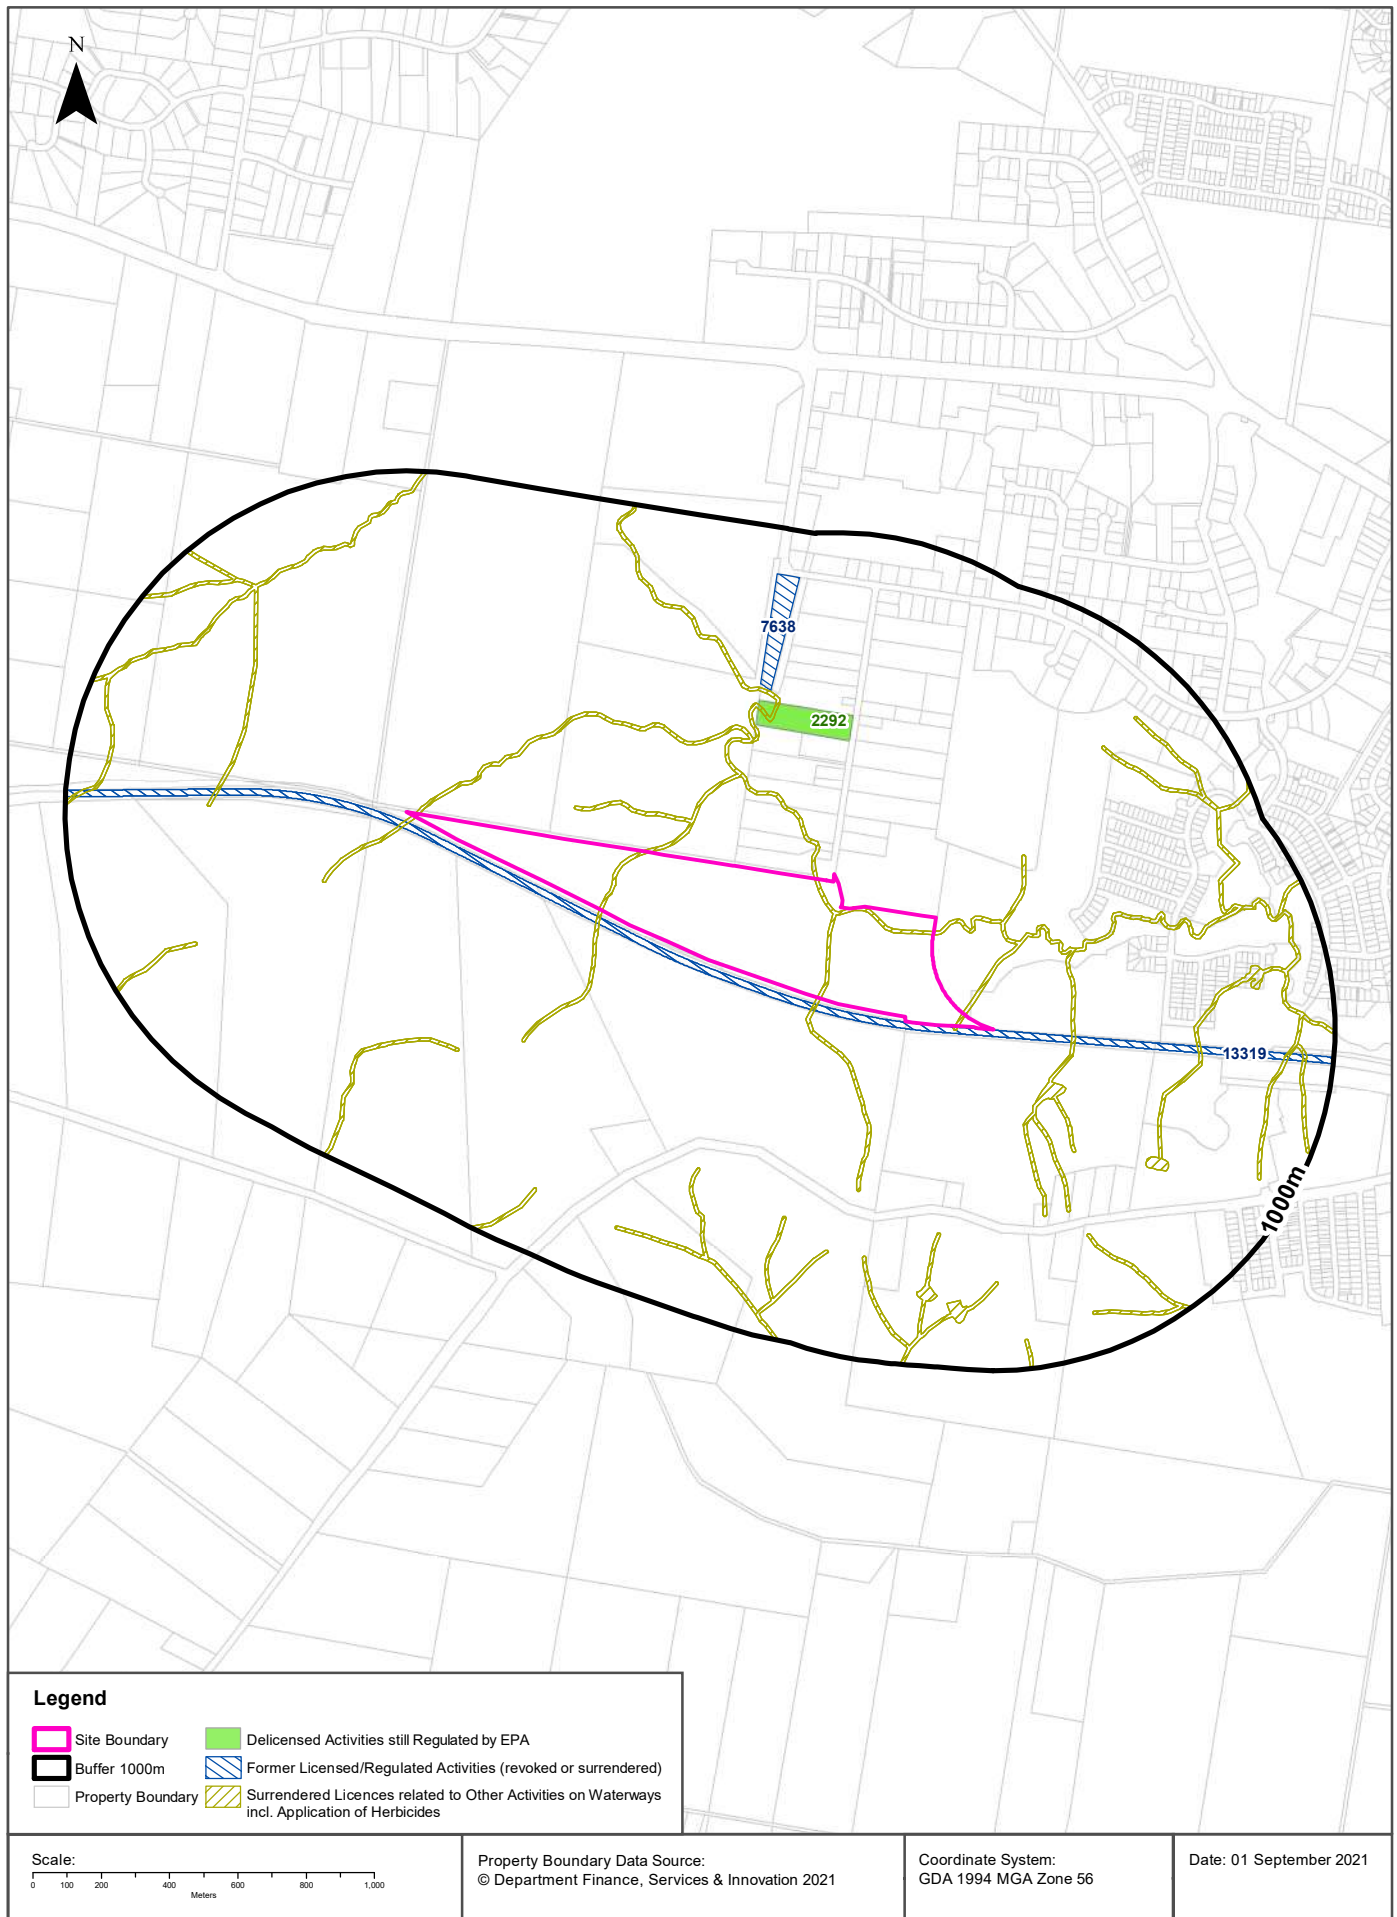 N
7638
2292
13319
1000m
Legend
Site Boundary
Buffer 1000m
Property Boundary
Delicensed Activities still Regulated by EPA
Former Licensed/Regulated Activities (revoked or surrendered)
Surrendered Licences related to Other Activities on Waterways
incl. Application of Herbicides
Scale:
0 100 200 400 600 800 1,000
Meters
Property Boundary Data Source:
© Department Finance, Services & Innovation 2021
Coordinate System:
GDA 1994 MGA Zone 56
Date: 01 September 2021